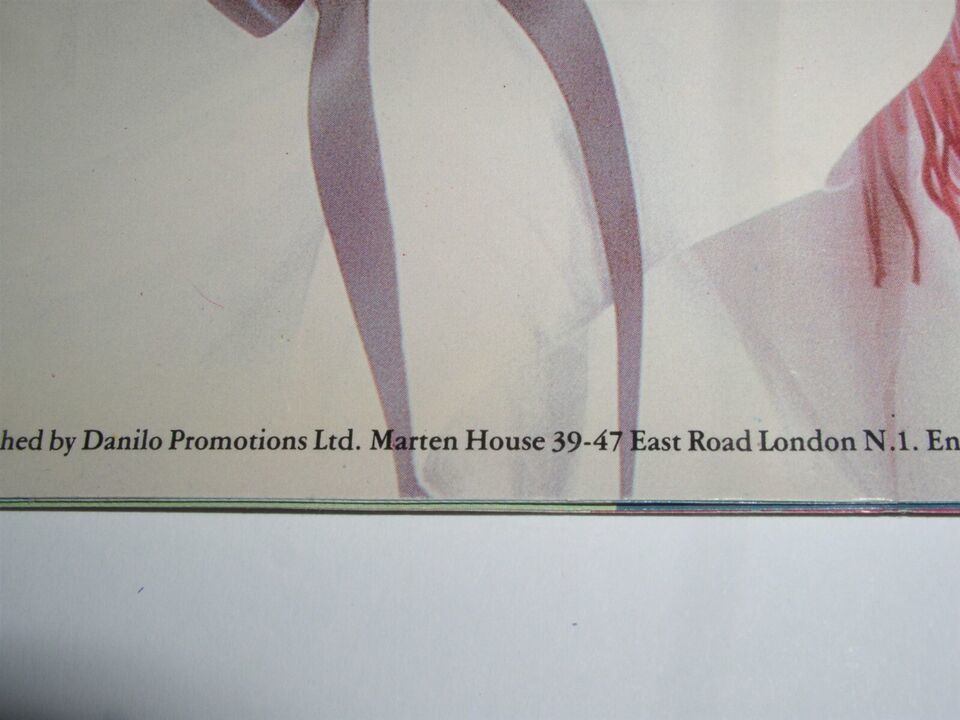 hed by Danilo Promotions Ltd. Marten House 39-47 East Road London N.1. En